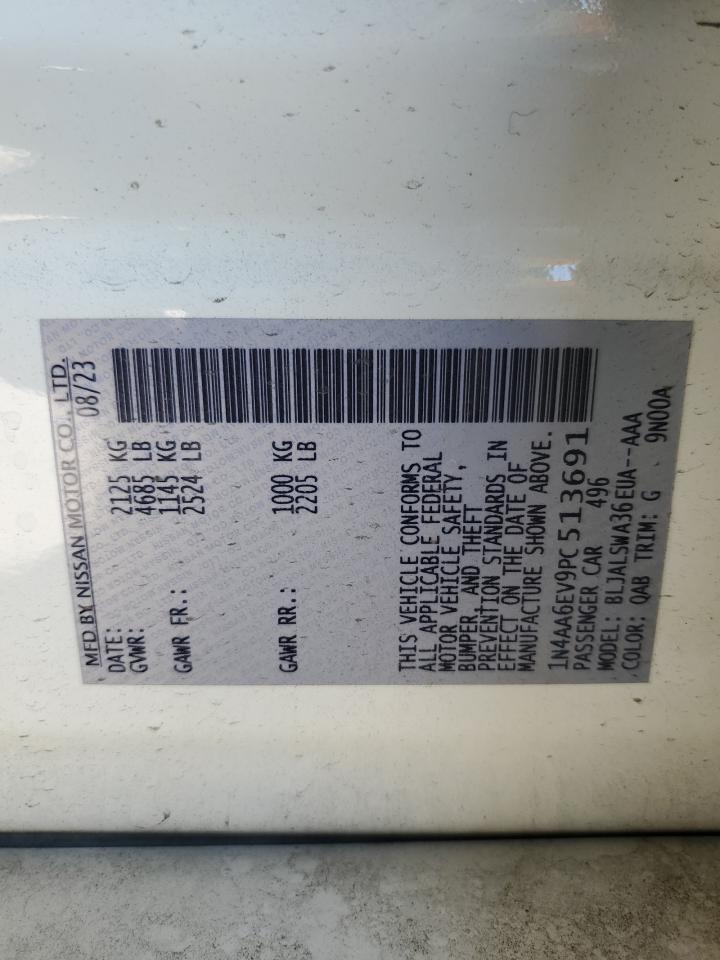 MFD BY NISSAN MOTOR CO., LTD.
DATE: 08/23
GVWR: 2125 KG
4685 LB
GAWR FR.: 1145 KG
2524 LB
GAWR RR.: 1000 KG
2205 LB
THIS VEHICLE CONFORMS TO
ALL APPLICABLE FEDERAL
MOTOR VEHICLE SAFETY,
BUMPER, AND THEFT
PREVENTION STANDARDS IN
EFFECT ON THE DATE OF
MANUFACTURE SHOWN ABOVE.
1N4AA6EV9PC513691
PASSENGER CAR 496
MODEL: BLJALSWA36EUA--AAA
COLOR: QAB TRIM: G 9N00A